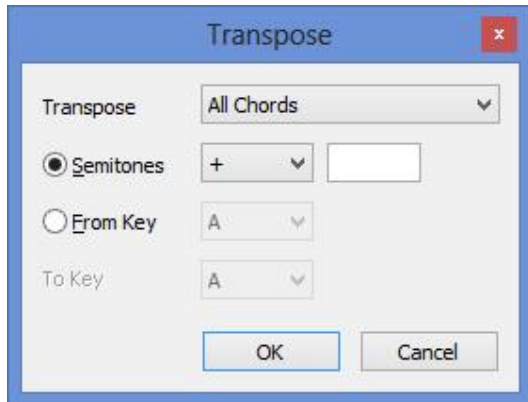 Transpose
x
Transpose All Chords
Semitones +
From Key A
To Key A
OK Cancel